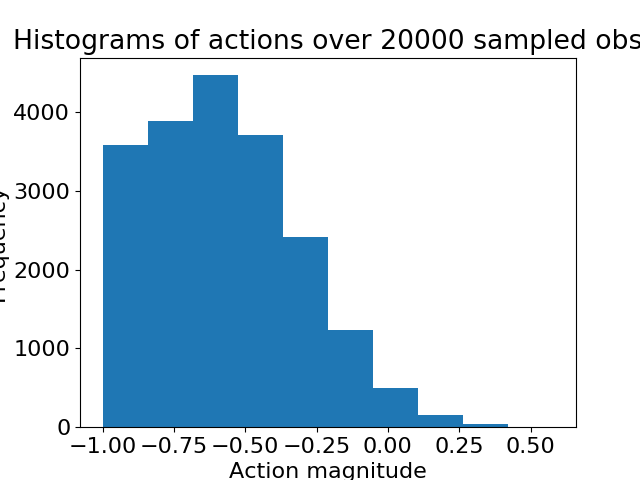 Histograms of actions over 20000 sampled obs
4000
3000
2000
1000
0
Frequency
−1.00 −0.75 −0.50 −0.25 0.00 0.25 0.50
Action magnitude